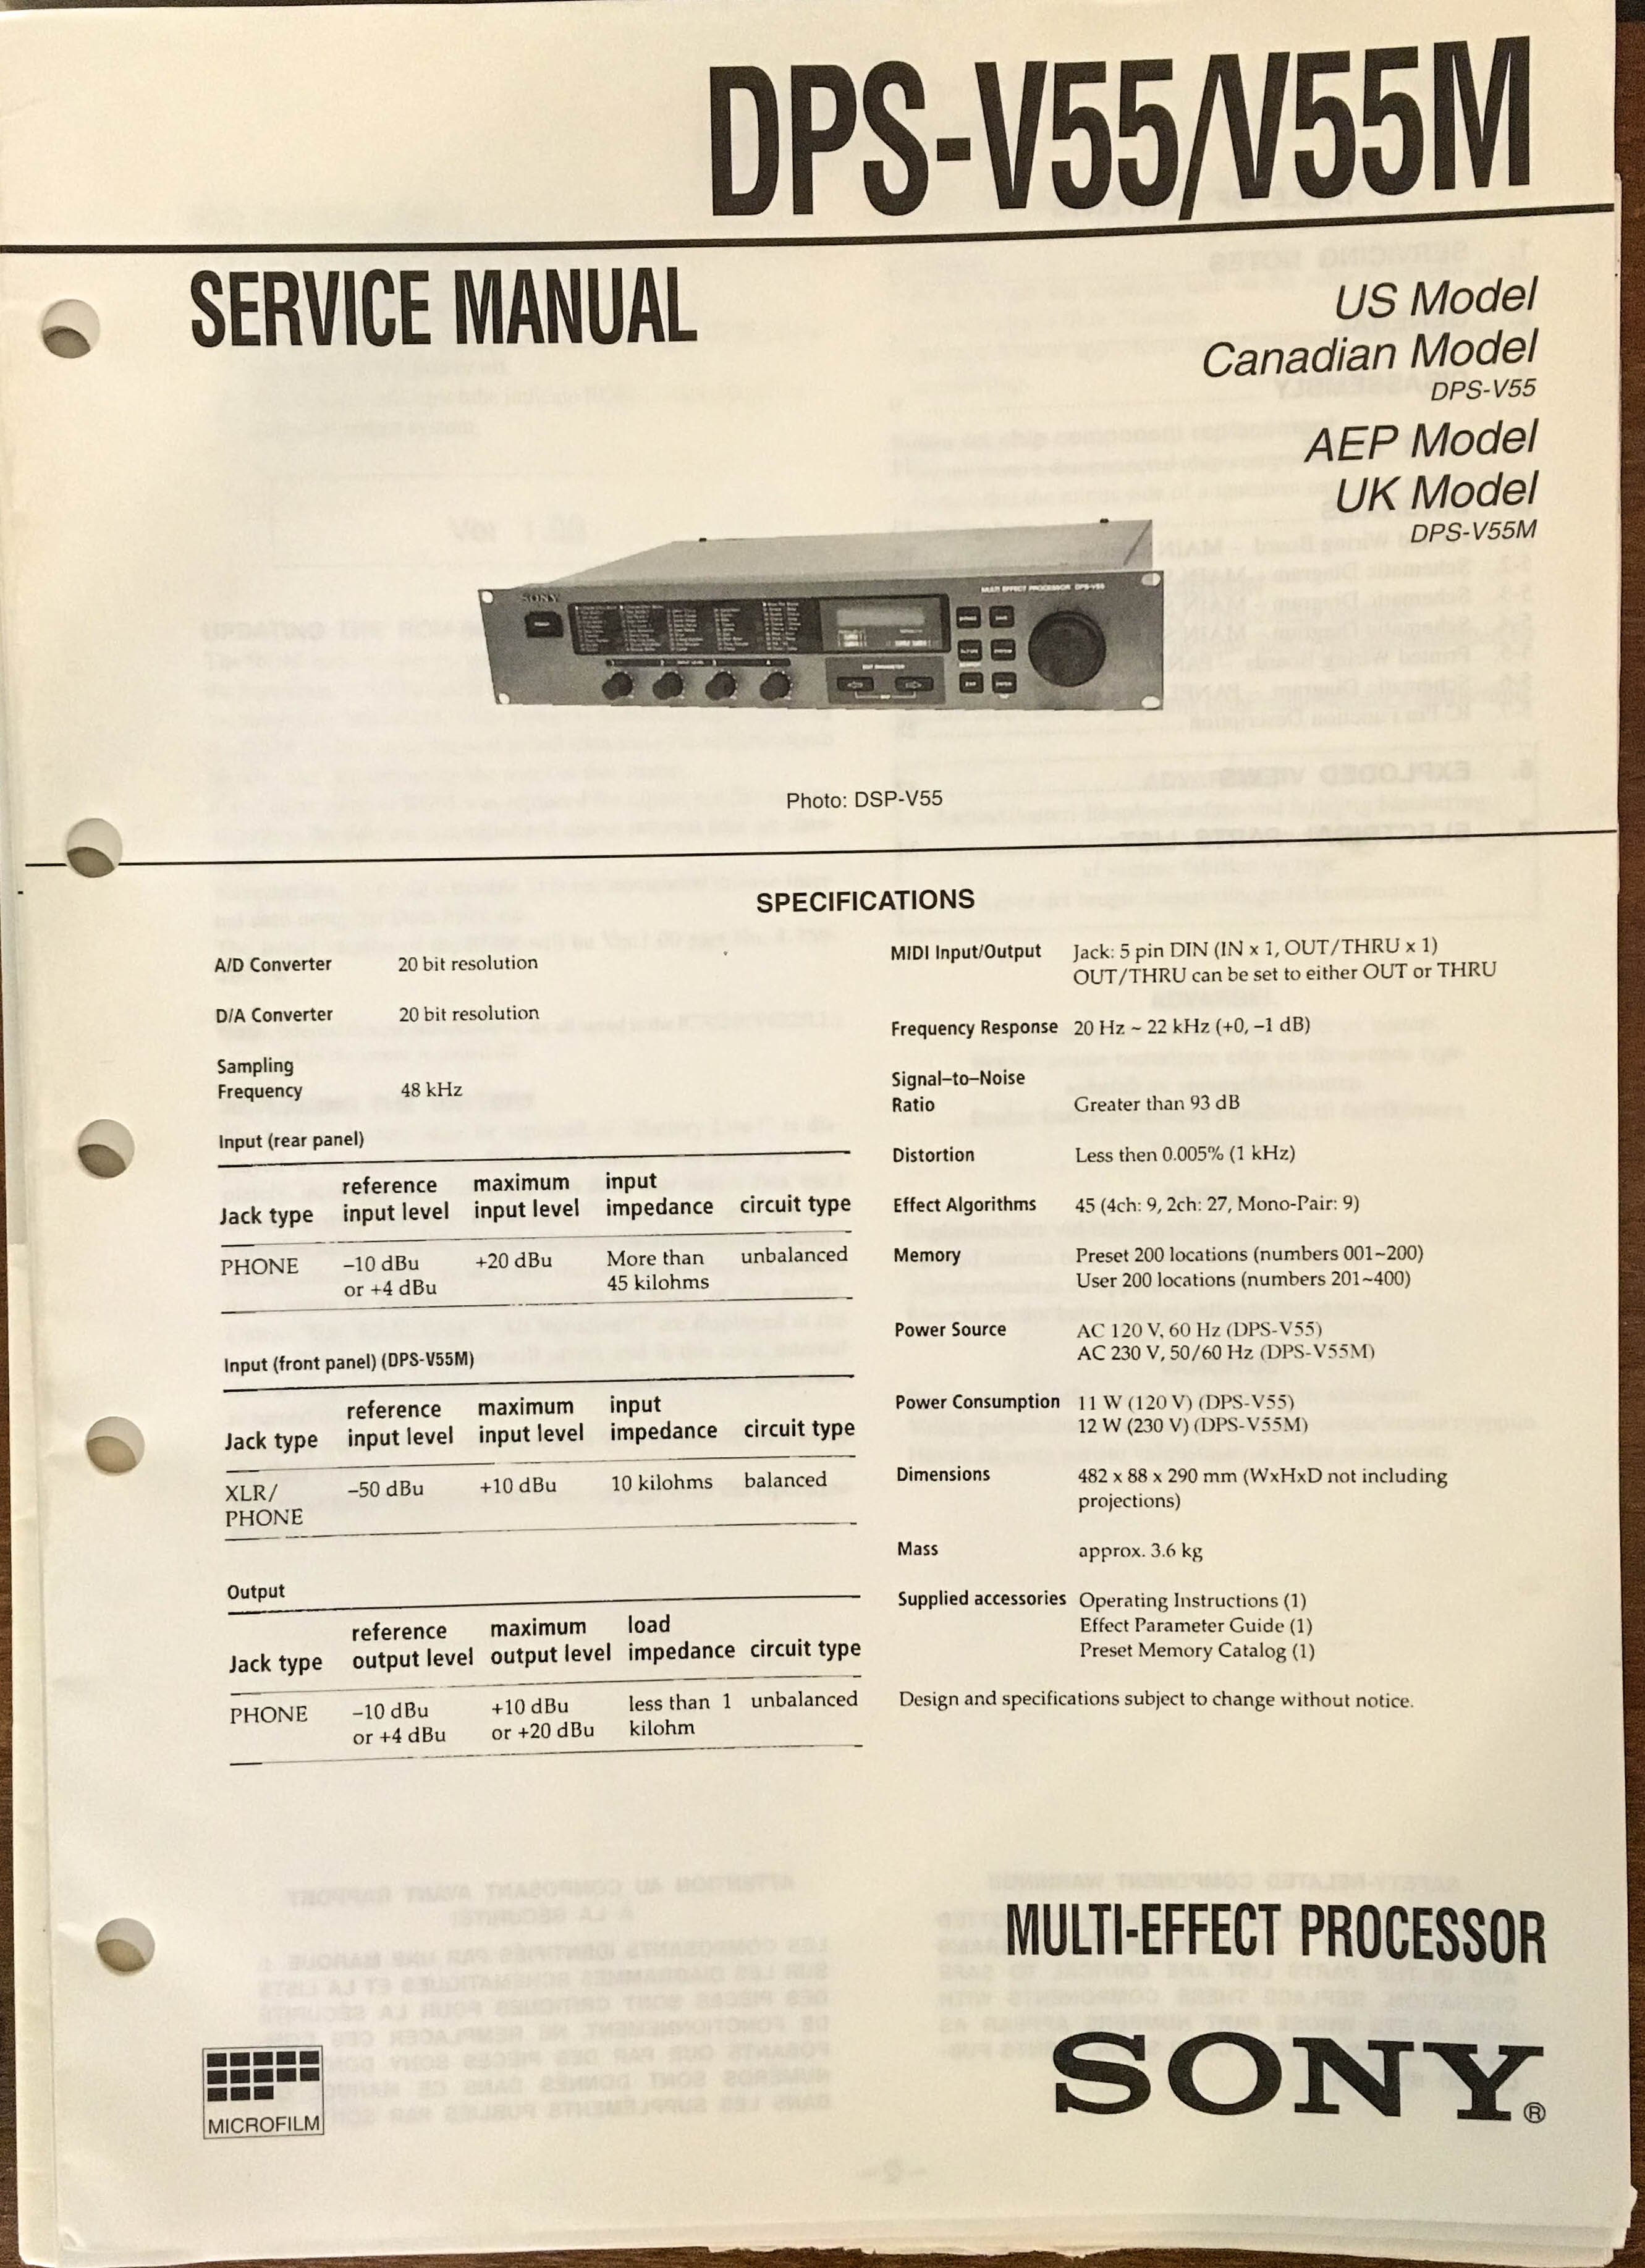 DPS-V55/V55M
SERVICE MANUAL
US Model
Canadian Model
DPS-V55
AEP Model
UK Model
DPS-V55M
SONY
MULTI EFFECT PROCESSOR DPS-V55
Photo: DSP-V55
SPECIFICATIONS
A/D Converter 20 bit resolution
D/A Converter 20 bit resolution
Sampling
Frequency 48 kHz
Input (rear panel)
reference maximum input
Jack type input level input level impedance circuit type
PHONE –10 dBu +20 dBu More than unbalanced
or +4 dBu 45 kilohms
Input (front panel) (DPS-V55M)
reference maximum input
Jack type input level input level impedance circuit type
XLR/ –50 dBu +10 dBu 10 kilohms balanced
PHONE
Output
reference maximum load
Jack type output level output level impedance circuit type
PHONE –10 dBu +10 dBu less than 1 unbalanced
or +4 dBu or +20 dBu kilohm
MIDI Input/Output Jack: 5 pin DIN (IN x 1, OUT/THRU x 1)
OUT/THRU can be set to either OUT or THRU
Frequency Response 20 Hz ~ 22 kHz (+0, –1 dB)
Signal–to–Noise
Ratio Greater than 93 dB
Distortion Less then 0.005% (1 kHz)
Effect Algorithms 45 (4ch: 9, 2ch: 27, Mono-Pair: 9)
Memory Preset 200 locations (numbers 001~200)
User 200 locations (numbers 201~400)
Power Source AC 120 V, 60 Hz (DPS-V55)
AC 230 V, 50/60 Hz (DPS-V55M)
Power Consumption 11 W (120 V) (DPS-V55)
12 W (230 V) (DPS-V55M)
Dimensions 482 x 88 x 290 mm (WxHxD not including
projections)
Mass approx. 3.6 kg
Supplied accessories Operating Instructions (1)
Effect Parameter Guide (1)
Preset Memory Catalog (1)
Design and specifications subject to change without notice.
MULTI-EFFECT PROCESSOR
MICROFILM
SONY®